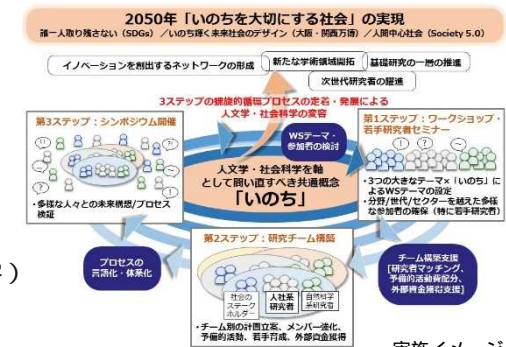 2050年「いのちを大切にする社会」の実現
誰一人取り残さない(SDGs) /いのち輝く未来社会のデザイン(大阪・関西万博) /人間中心社会(Society 5.0)
イノベーションを創出するネットワークの形成
新たな学術領域開拓
基礎研究の一層の推進
次世代研究者の躍進
3ステップの螺旋的循環プロセスの定着・発展による
人文学・社会科学の変容
第3ステップ:シンポジウム開催
・多様な人々との未来構想/プロセス
検証
WSテーマ・
参加者の検討
第1ステップ:ワークショップ・
若手研究者セミナー
・3つの大きなテーマ×「いのち」に
よるWSテーマの設定
・分野/世代/セクターを越えた多様
な参加者の確保(特に若手研究者)
人文学・社会科学を軸
として問い直すべき共通概念
「いのち」
プロセスの
言語化・体系化
第2ステップ:研究チーム構築
社会の
ステーク
ホルダー
人社系
研究者
自然科学
系研究者
・チーム別の計画立案、メンバー強化、
予備的活動、若手育成、外部資金獲得
チーム構築支援
[研究者マッチング、
予備的活動費配分、
外部資金獲得支援]
)